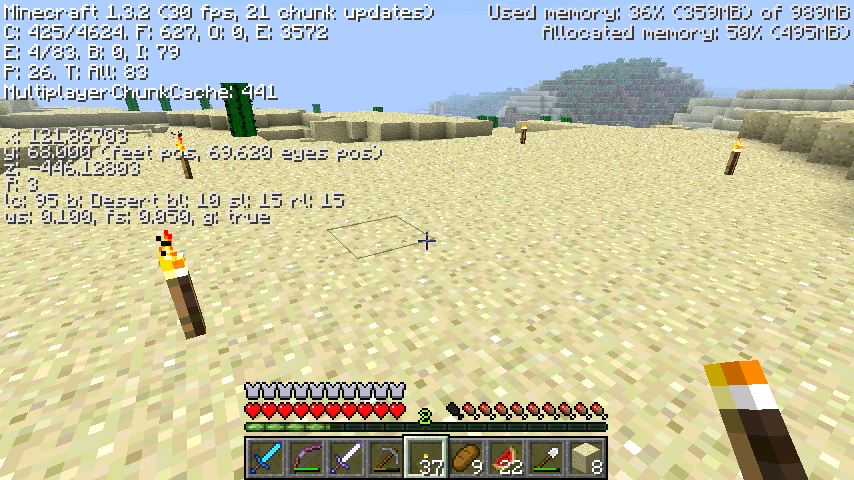 Minecraft 1.3.2 (30 fps, 21 chunk updates)
Used memory: 36% (359MB) of 989MB
C: 425/4624, F: 627, O: 0, E: 3572
Allocated memory: 50% (495MB)
E: 4/83. B: 0, I: 79
P: 26. T: All: 83
MultiplayerChunkCache: 441
x: 121.36703
y: 68.000 (feet pos, 69.620 eyes pos)
z: -446.12803
f: 3
lc: 95 b: Desert bl: 10 sl: 15 rl: 15
ws: 0.100, fs: 0.050, g: true
2
37
9
22
8